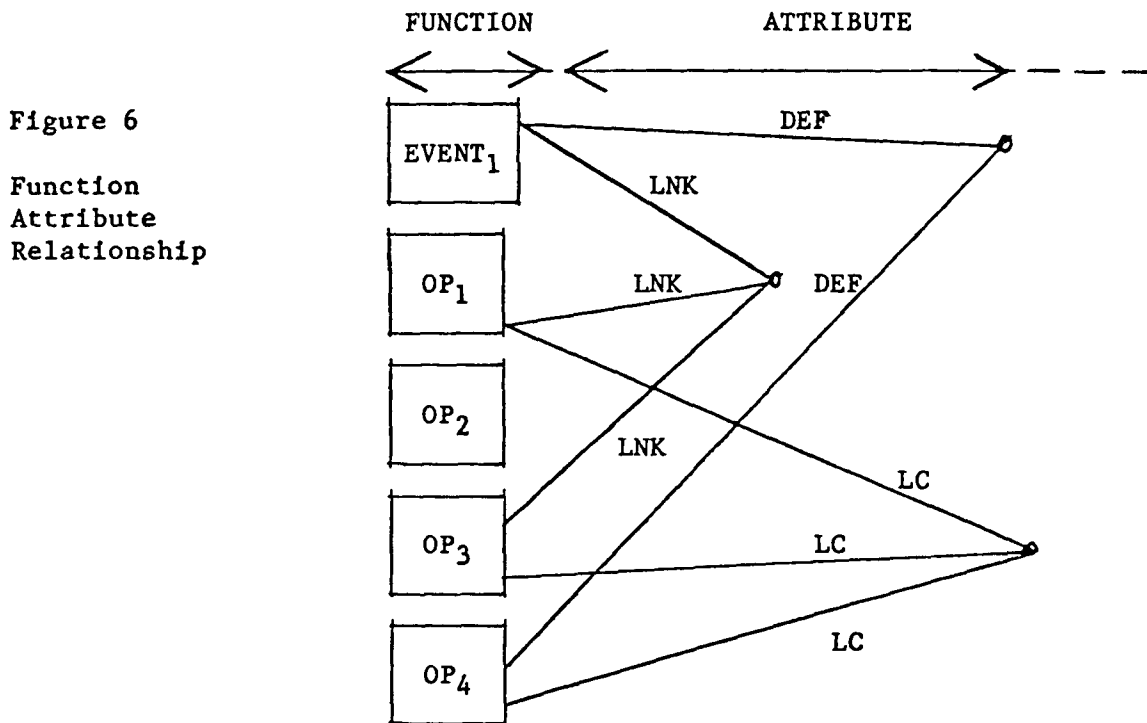 FUNCTION ATTRIBUTE
Figure 6
Function
Attribute
Relationship
EVENT1
DEF
LNK
OP1
LNK
DEF
OP2
LNK
LC
OP3
LC
OP4
LC